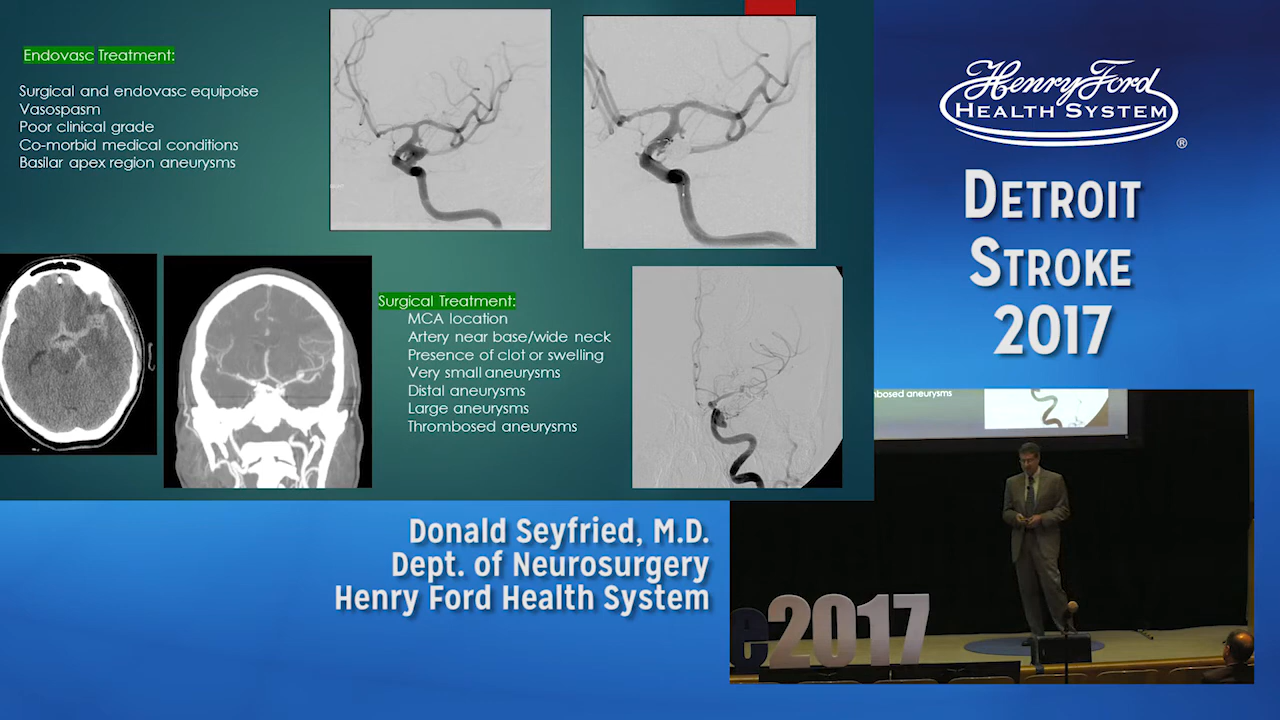 Endovasc Treatment:
Surgical and endovasc equipoise
Vasospasm
Poor clinical grade
Co-morbid medical conditions
Basilar apex region aneurysms
Surgical Treatment:
MCA location
Artery near base/wide neck
Presence of clot or swelling
Very small aneurysms
Distal aneurysms
Large aneurysms
Thrombosed aneurysms
Henry Ford
HEALTH SYSTEM
®
DETROIT
STROKE
2017
mbosed aneurysms
Donald Seyfried, M.D.
Dept. of Neurosurgery
Henry Ford Health System
e2017